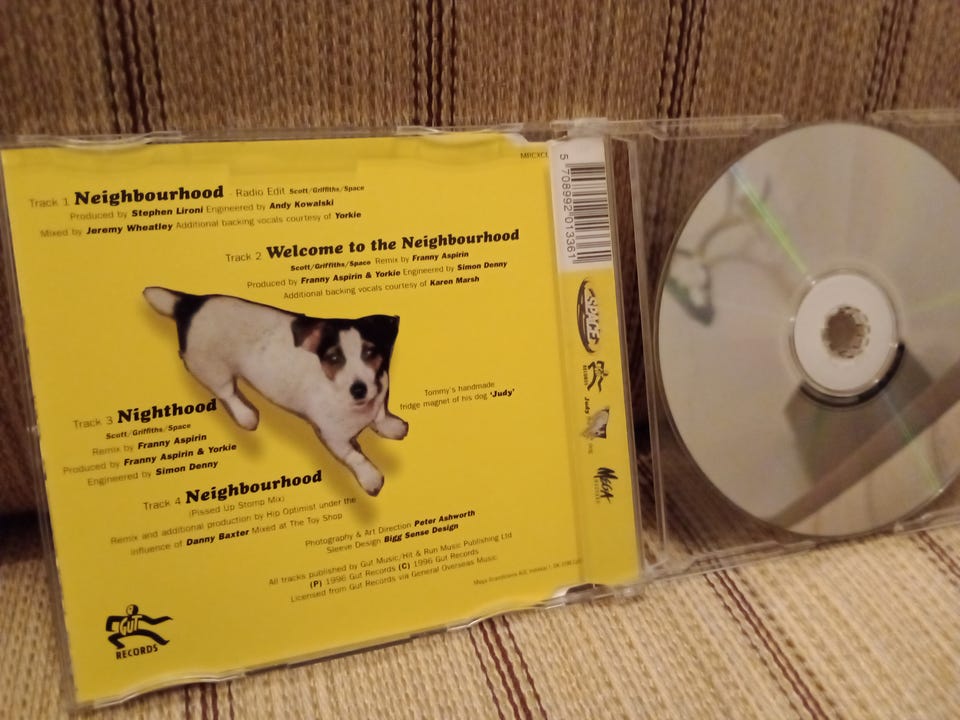 Track 1 Neighbourhood - Radio Edit Scott/Griffiths/Space
Produced by Stephen Lironi Engineered by Andy Kowalski
Mixed by Jeremy Wheatley Additional backing vocals courtesy of Yorkie
Track 2 Welcome to the Neighbourhood
Scott/Griffiths/Space Remix by Franny Aspirin
Produced by Franny Aspirin & Yorkie Engineered by Simon Denny
Additional backing vocals courtesy of Karen Marsh
Tommy's handmade
fridge magnet of his dog 'Judy'
Track 3 Nighthood
Scott/Griffiths/Space
Remix by Franny Aspirin
Produced by Franny Aspirin & Yorkie
Engineered by Simon Denny
Track 4 Neighbourhood
(Pissed Up Stomp Mix)
Remix and additional production by Hip Optimist under the
influence of Danny Baxter Mixed at The Toy Shop
Photography & Art Direction Peter Ashworth
Sleeve Design Bigg Sense Design
All tracks published by Gut Music/Hit & Run Music Publishing Ltd
(P) 1996 Gut Records (C) 1996 Gut Records
Licensed from Gut Records via General Overseas Music
GUT
RECORDS
5 708992 013361
SPACE
GUT
RECORDS
Judy
MEGA
RECORDS